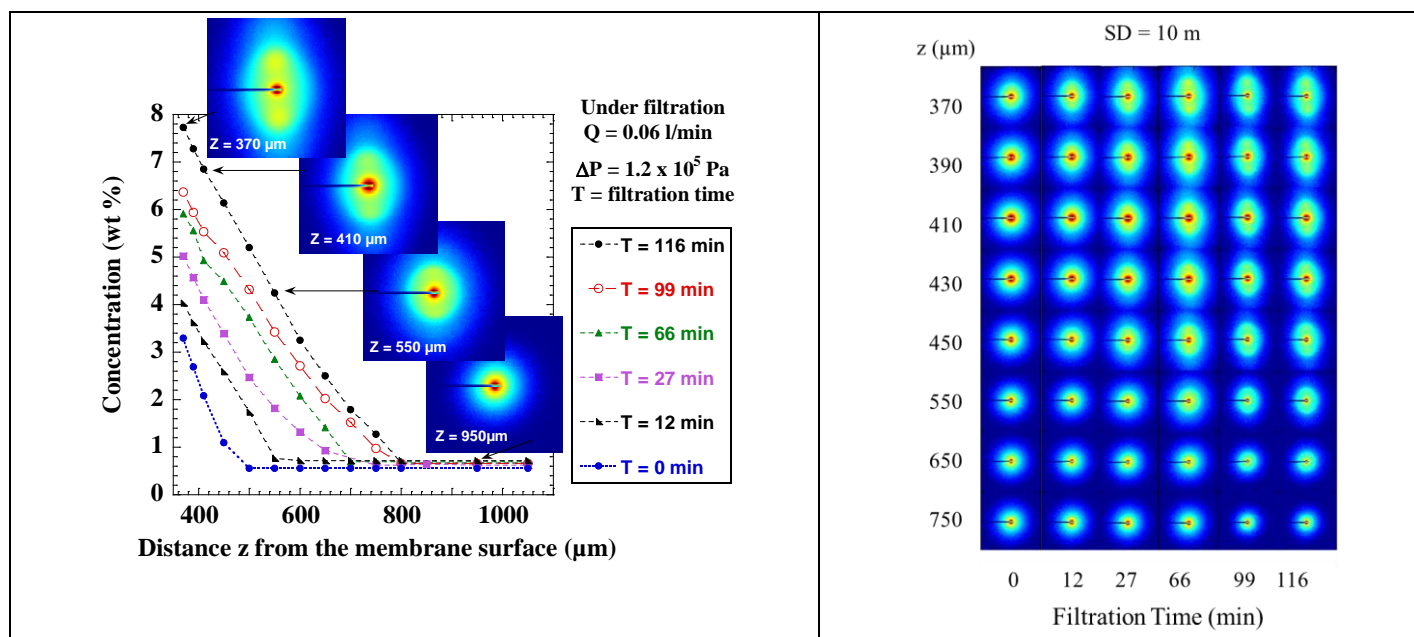 Z = 370 µm
Z = 410 µm
Z = 550 µm
Z = 950µm
Under filtration
Q = 0.06 l/min
ΔP = 1.2 x 10⁵ Pa
T = filtration time
T = 116 min
T = 99 min
T = 66 min
T = 27 min
T = 12 min
T = 0 min
Concentration (wt %)
8
7
6
5
4
3
2
1
0
400 600 800 1000
Distance z from the membrane surface (µm)
SD = 10 m
z (µm)
370
390
410
430
450
550
650
750
0 12 27 66 99 116
Filtration Time (min)